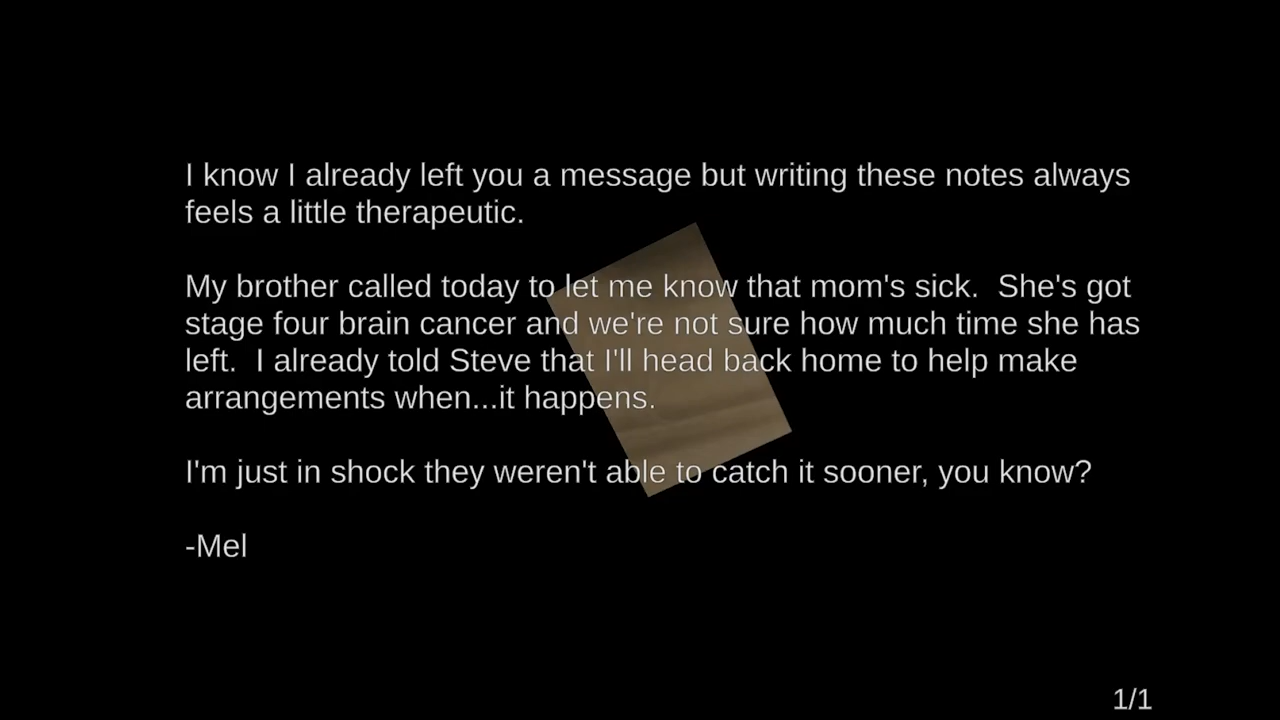 I know I already left you a message but writing these notes always
feels a little therapeutic.
My brother called today to let me know that mom's sick.  She's got
stage four brain cancer and we're not sure how much time she has
left.  I already told Steve that I'll head back home to help make
arrangements when...it happens.
I'm just in shock they weren't able to catch it sooner, you know?
-Mel
1/1